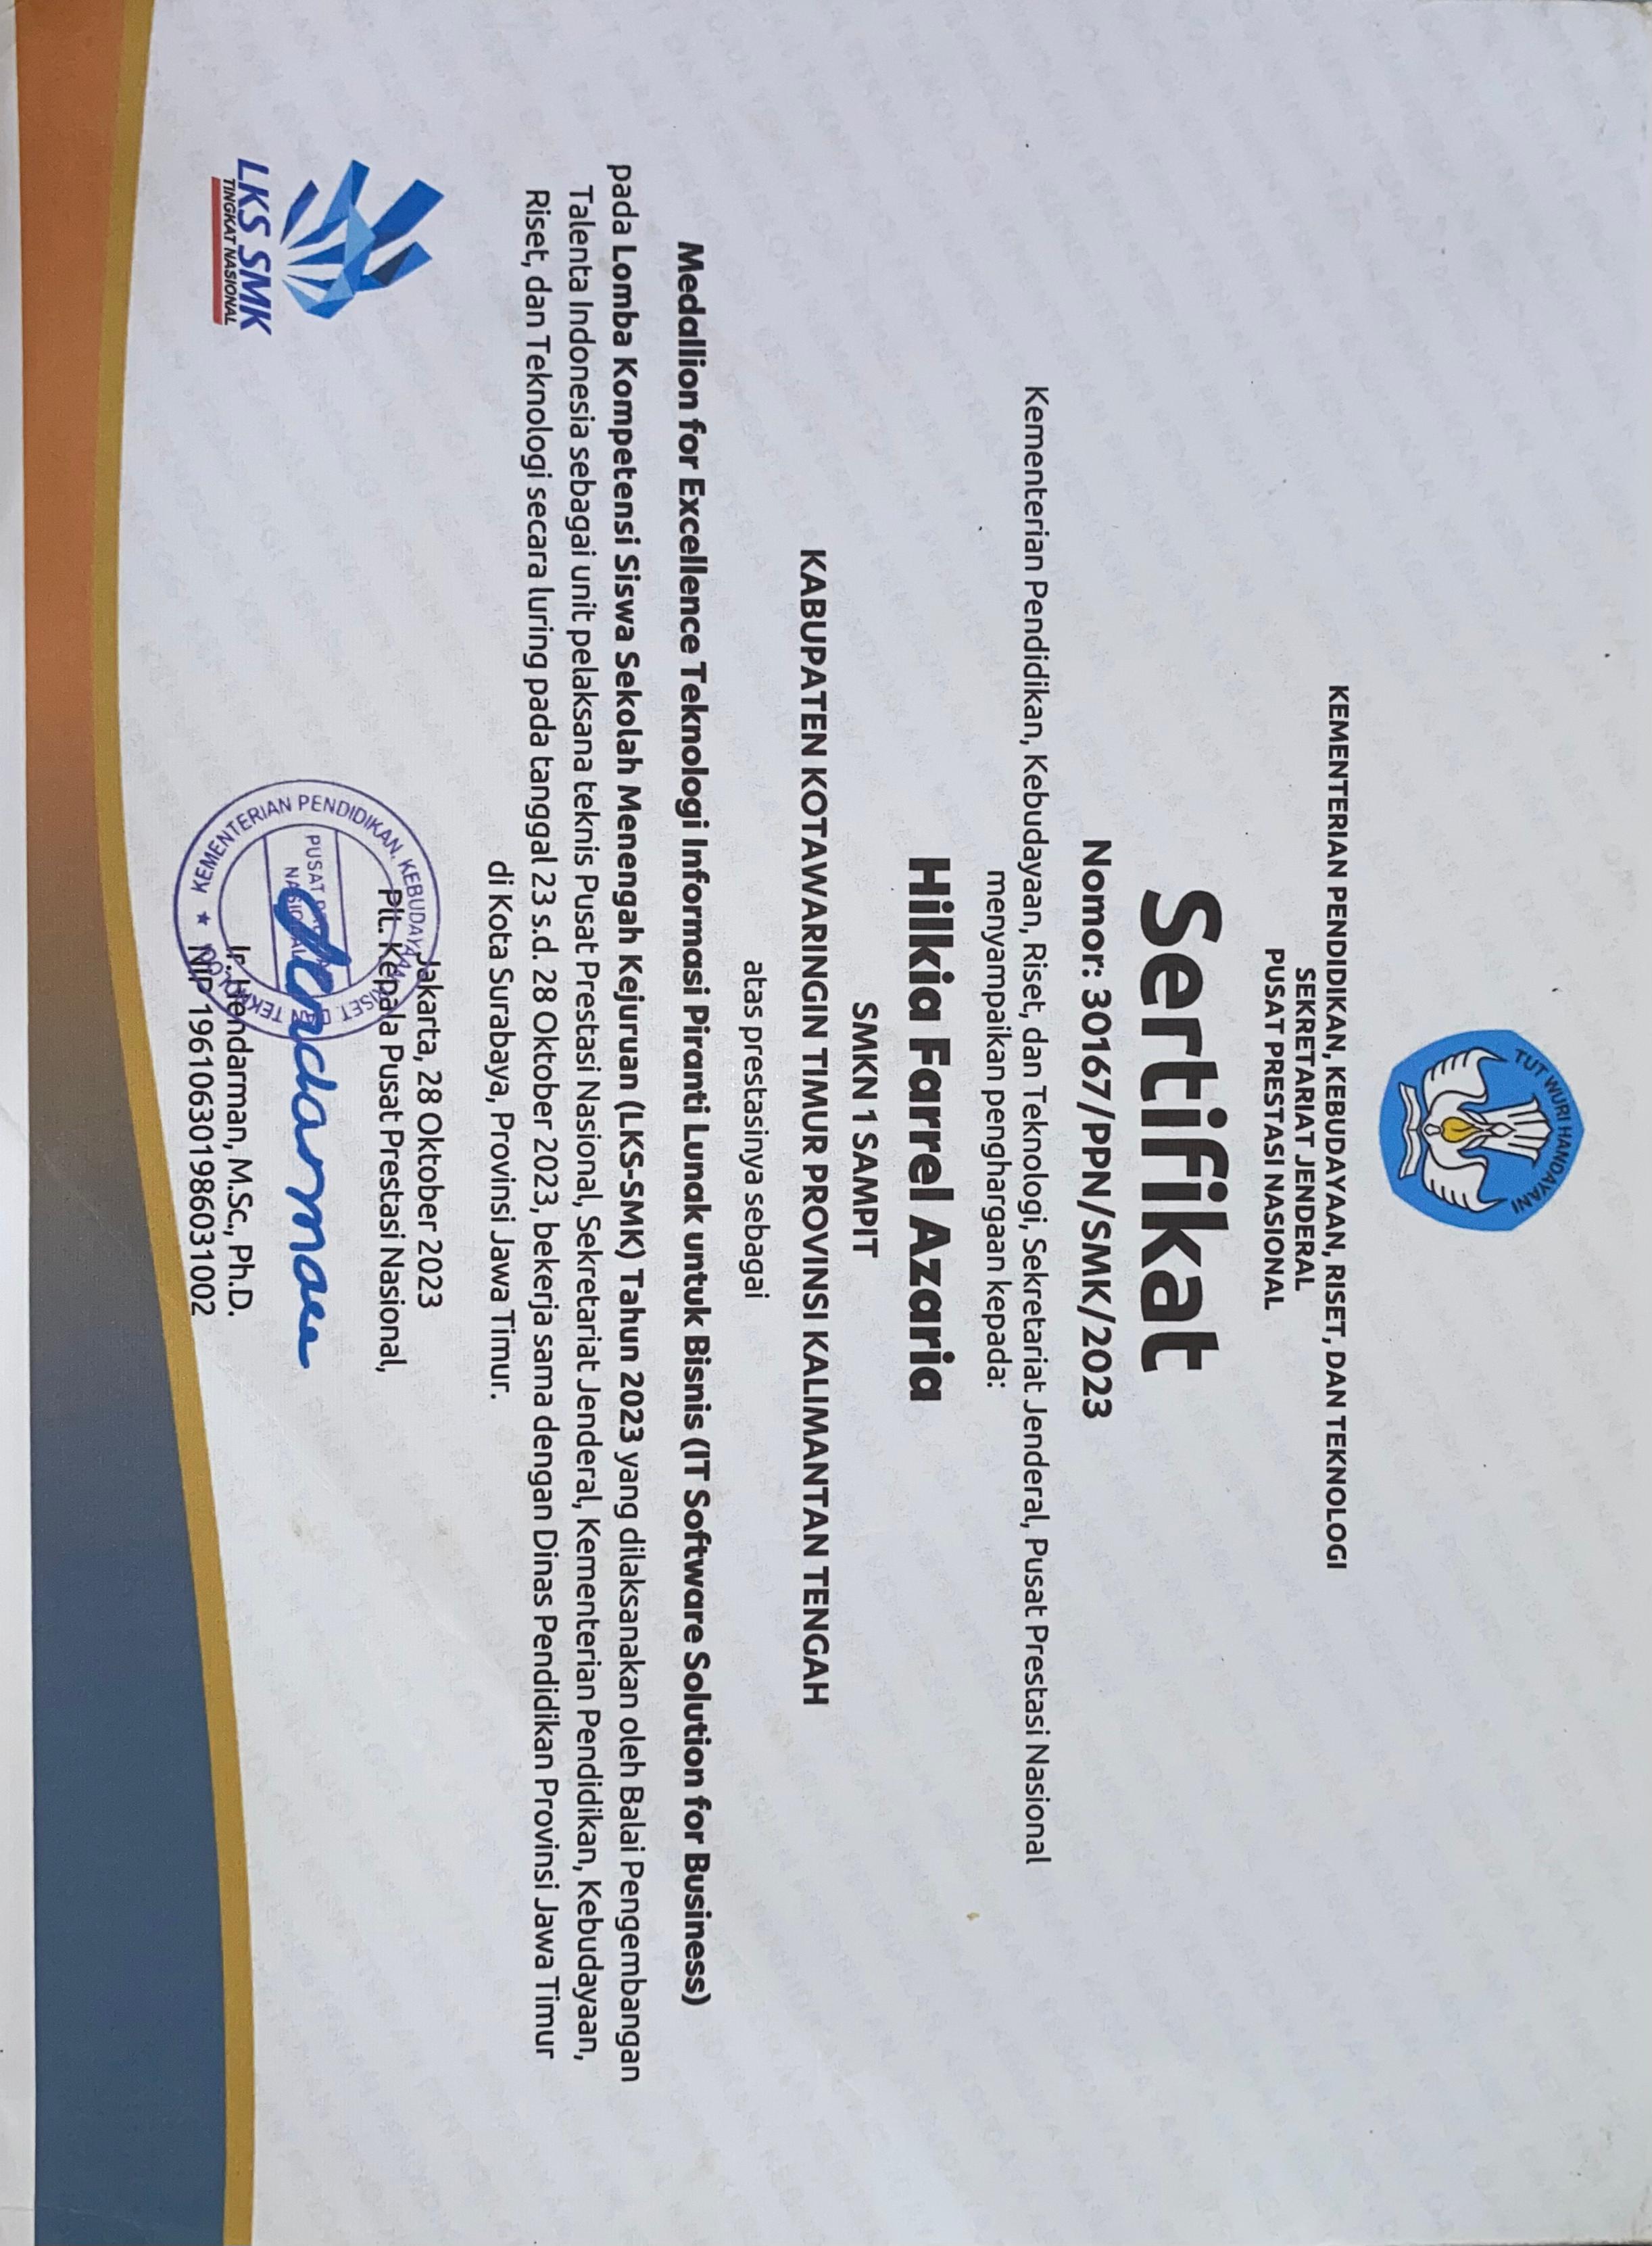 TUT WURI HANDAYANI
KEMENTERIAN PENDIDIKAN, KEBUDAYAAN, RISET, DAN TEKNOLOGI
SEKRETARIAT JENDERAL
PUSAT PRESTASI NASIONAL
Sertifikat
Nomor: 30167/PPN/SMK/2023
Kementerian Pendidikan, Kebudayaan, Riset, dan Teknologi, Sekretariat Jenderal, Pusat Prestasi Nasional
menyampaikan penghargaan kepada:
Hilkia Farrel Azaria
SMKN 1 SAMPIT
KABUPATEN KOTAWARINGIN TIMUR PROVINSI KALIMANTAN TENGAH
atas prestasinya sebagai
Medallion for Excellence Teknologi Informasi Piranti Lunak untuk Bisnis (IT Software Solution for Business)
pada Lomba Kompetensi Siswa Sekolah Menengah Kejuruan (LKS-SMK) Tahun 2023 yang dilaksanakan oleh Balai Pengembangan
Talenta Indonesia sebagai unit pelaksana teknis Pusat Prestasi Nasional, Sekretariat Jenderal, Kementerian Pendidikan, Kebudayaan,
Riset, dan Teknologi secara luring pada tanggal 23 s.d. 28 Oktober 2023, bekerja sama dengan Dinas Pendidikan Provinsi Jawa Timur
di Kota Surabaya, Provinsi Jawa Timur.
Jakarta, 28 Oktober 2023
Plt. Kepala Pusat Prestasi Nasional,
KEMENTERIAN PENDIDIKAN, KEBUDAYAAN, RISET, DAN TEKNOLOGI
PUSAT
NASIONAL
Hendarman
Ir. Hendarman, M.Sc., Ph.D.
NIP 196106301986031002
LKS SMK
TINGKAT NASIONAL